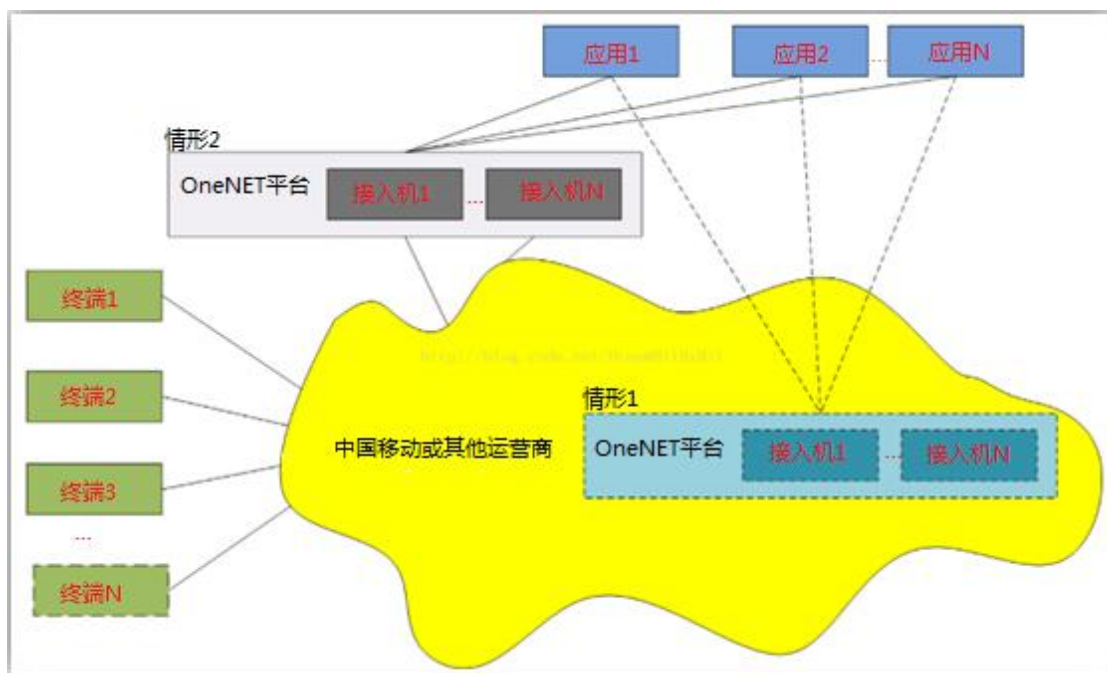 应用1
应用2
...
应用N
情形2
OneNET平台
接入机1
...
接入机N
终端1
终端2
终端3
...
终端N
情形1
中国移动或其他运营商
OneNET平台
接入机1
...
接入机N